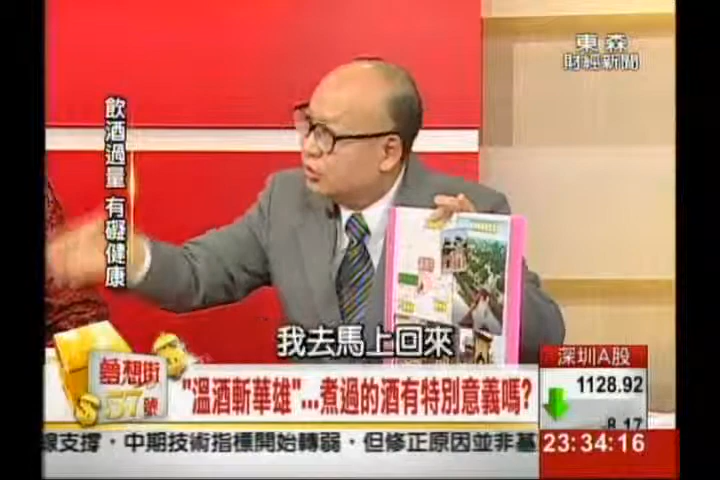 東森
財經新聞
飲酒過量 有礙健康
我去馬上回來
夢想街
57號
"溫酒斬華雄"...煮過的酒有特別意義嗎?
深圳A股
1128.92
8.17
線支撐·中期技術指標開始轉弱·但修正原因並非基
23:34:16